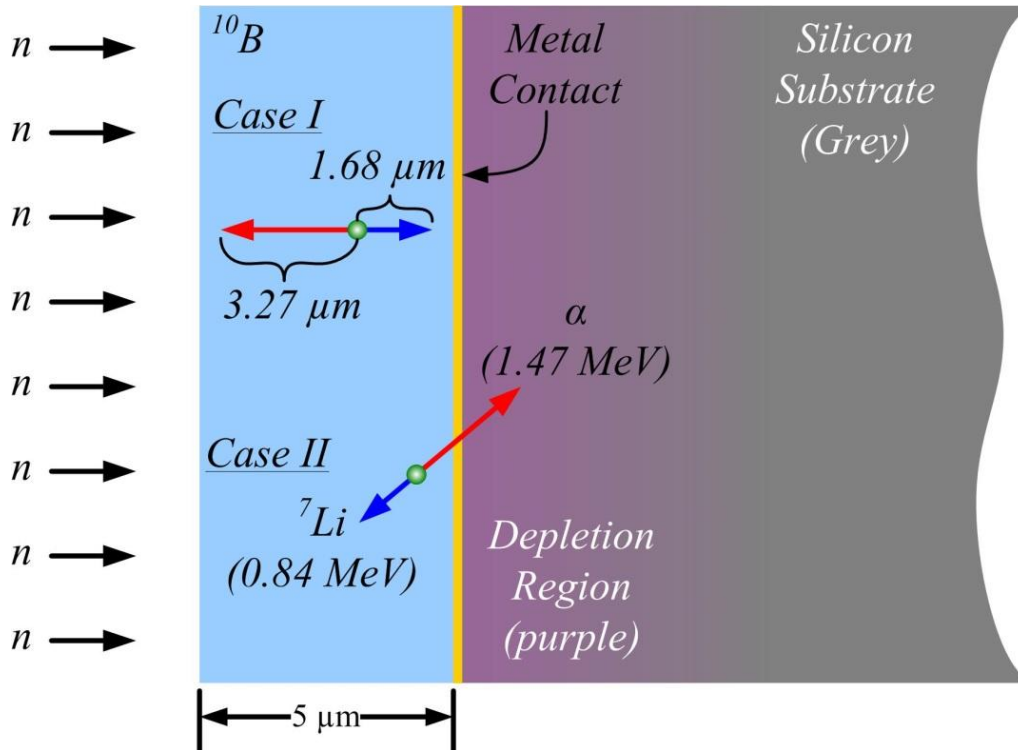 n
n
n
n
n
n
n
n
¹⁰B
Case I
1.68 µm
3.27 µm
Case II
⁷Li
(0.84 MeV)
5 µm
Metal
Contact
α
(1.47 MeV)
Depletion
Region
(purple)
Silicon
Substrate
(Grey)